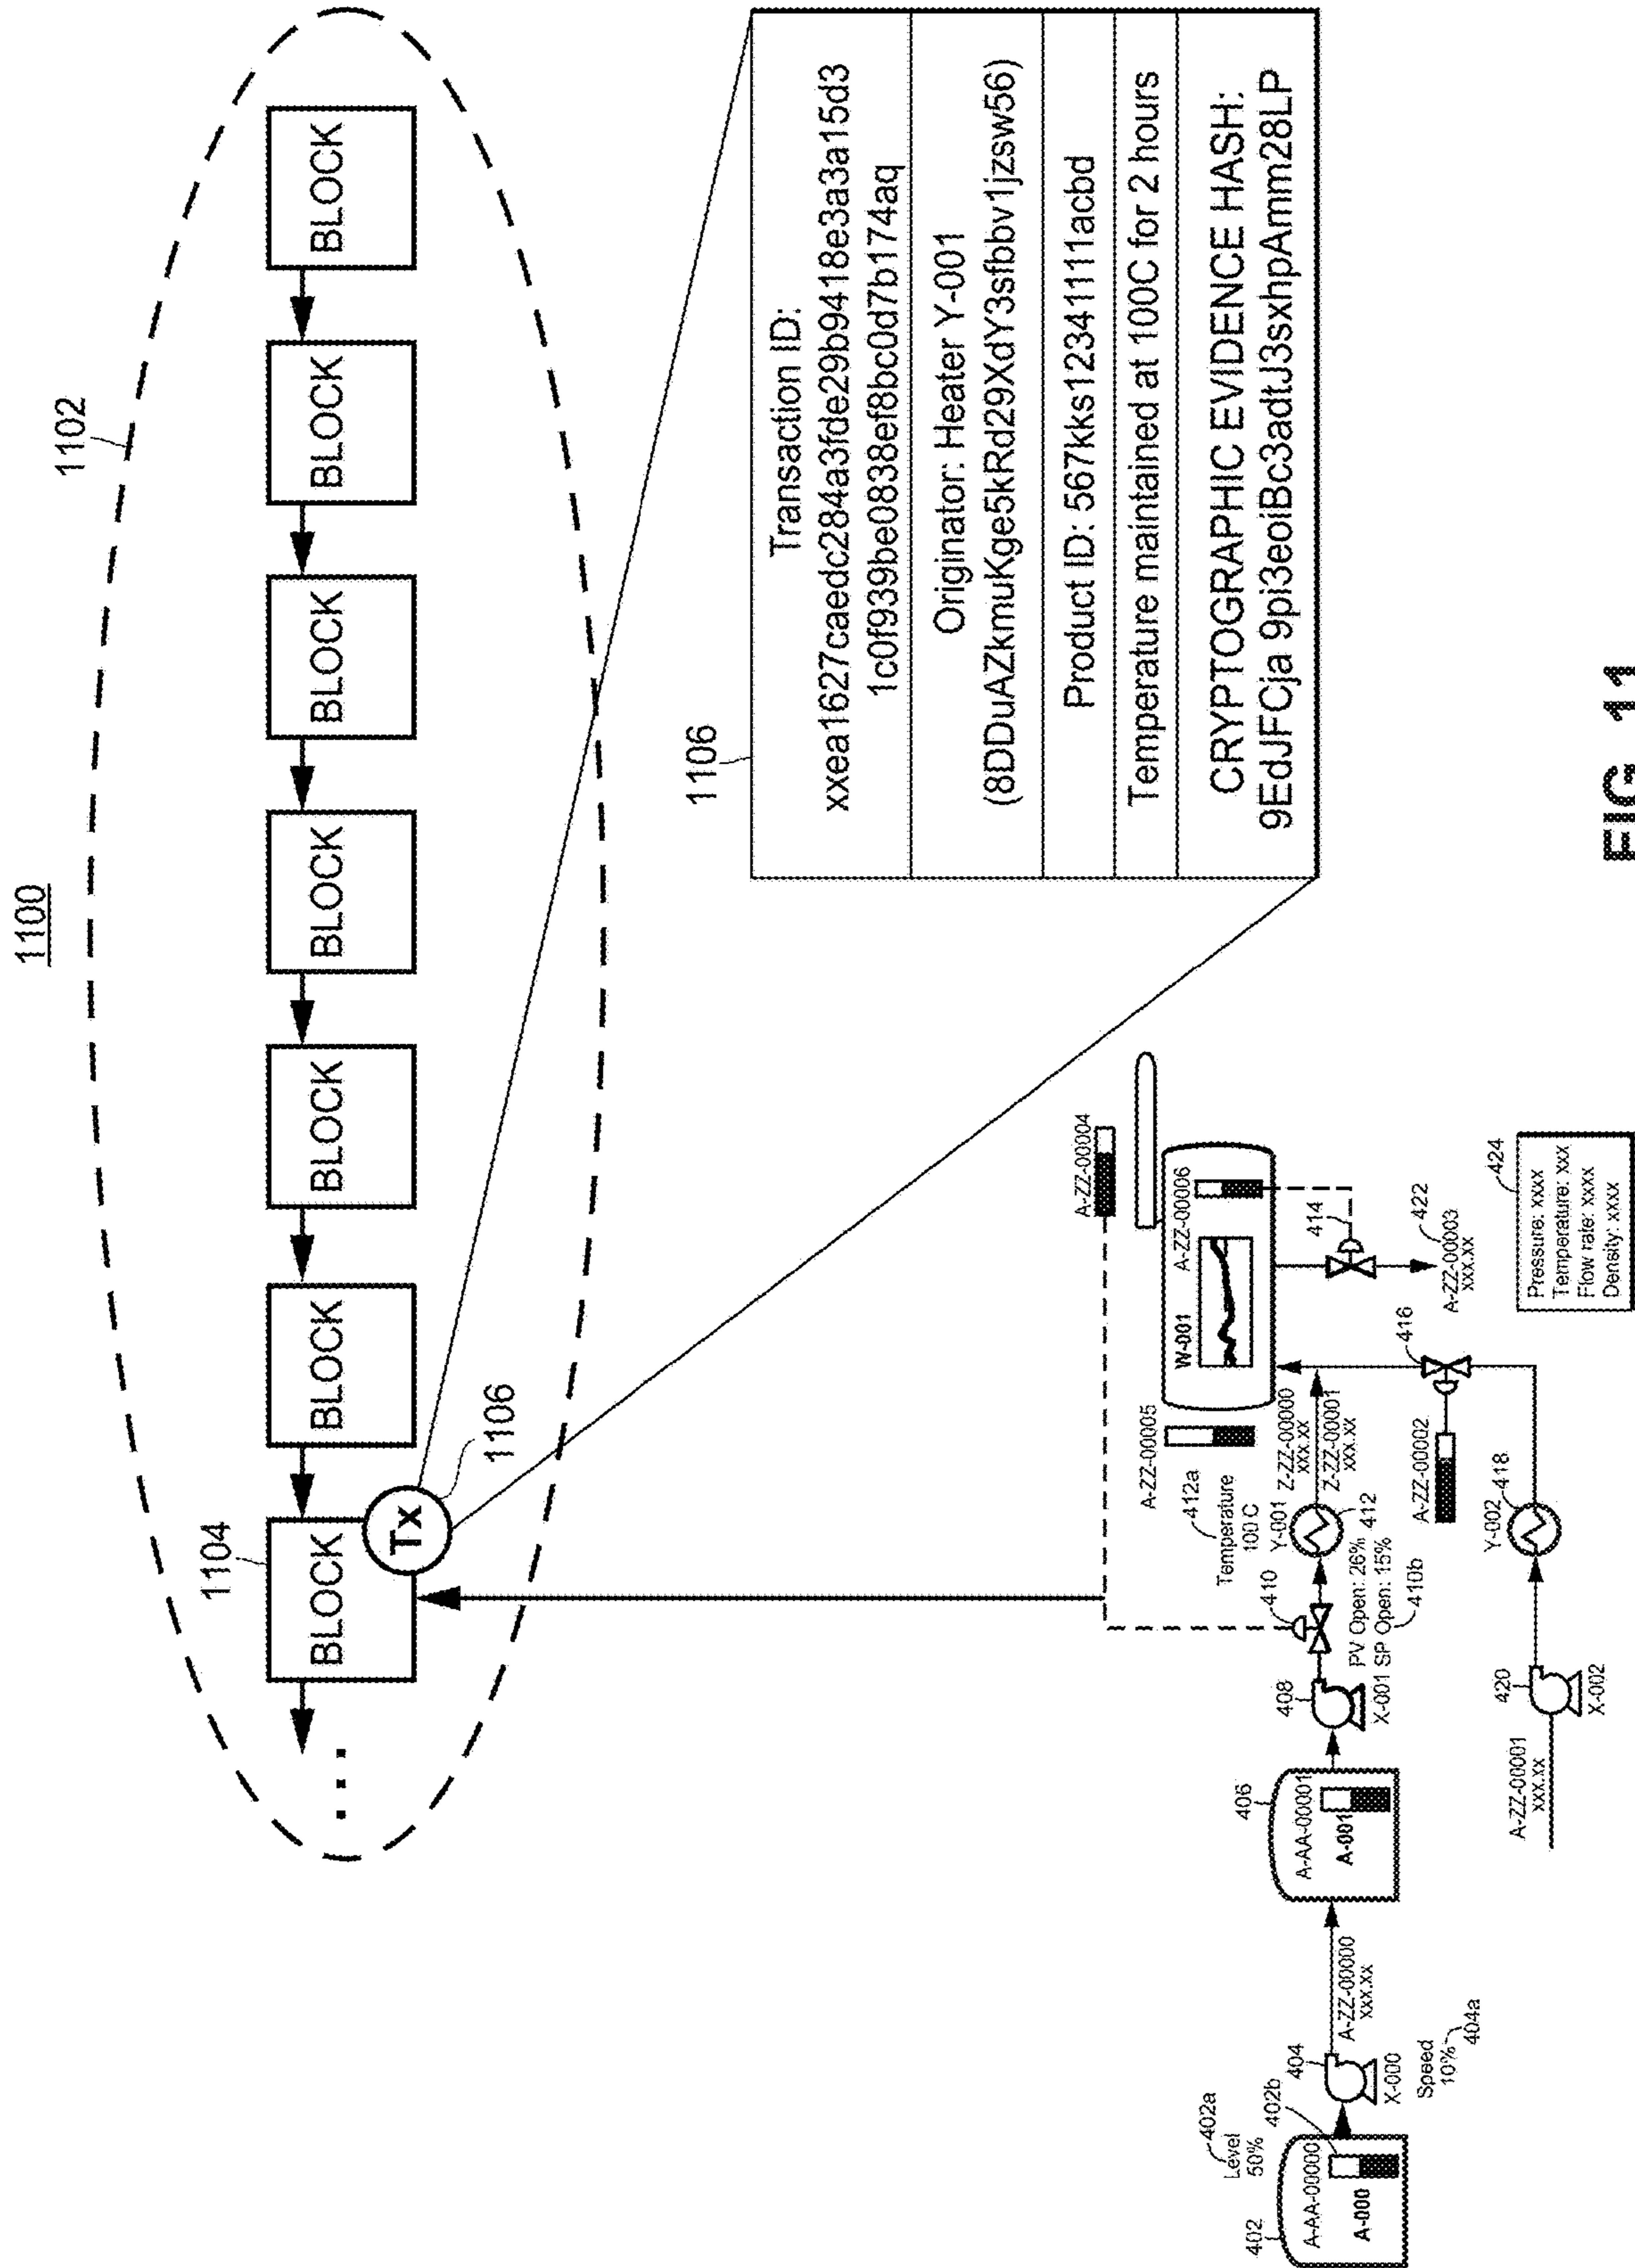 1100
1102
BLOCK
BLOCK
BLOCK
BLOCK
BLOCK
BLOCK
BLOCK
...
1104
Tx
1106
1106
Transaction ID:
xxea1627caedc284a3fde29b9418e3a3a15d3
1c0f939be0838ef8bc0d7b174aq
Originator: Heater Y-001
(8DDuAZkmuKge5kRd29XdY3sfbbv1jzsw56)
Product ID: 567kks12341111acbd
Temperature maintained at 100C for 2 hours
CRYPTOGRAPHIC EVIDENCE HASH:
9EdJFCja 9pi3eoiBc3adtJ3sxhpAmm28LP
402
A-AA-00000
A-000
402a
Level
50%
402b
404
X-000
Speed
10%
404a
A-ZZ-00000
xxx.xx
406
A-AA-00001
A-001
408
X-001
410
PV Open: 26%
SP Open: 15%
410b
412a
Temperature
100 C
Y-001
412
Z-ZZ-00000
xxx.xx
Z-ZZ-00001
xxx.xx
A-ZZ-00005
W-001
A-ZZ-00006
A-ZZ-00004
414
A-ZZ-00003
xxx.xx
422
416
A-ZZ-00002
Y-002
418
420
X-002
A-ZZ-00001
xxx.xx
424
Pressure: xxxx
Temperature: xxx
Flow rate: xxxx
Density: xxxx
FIG. 11